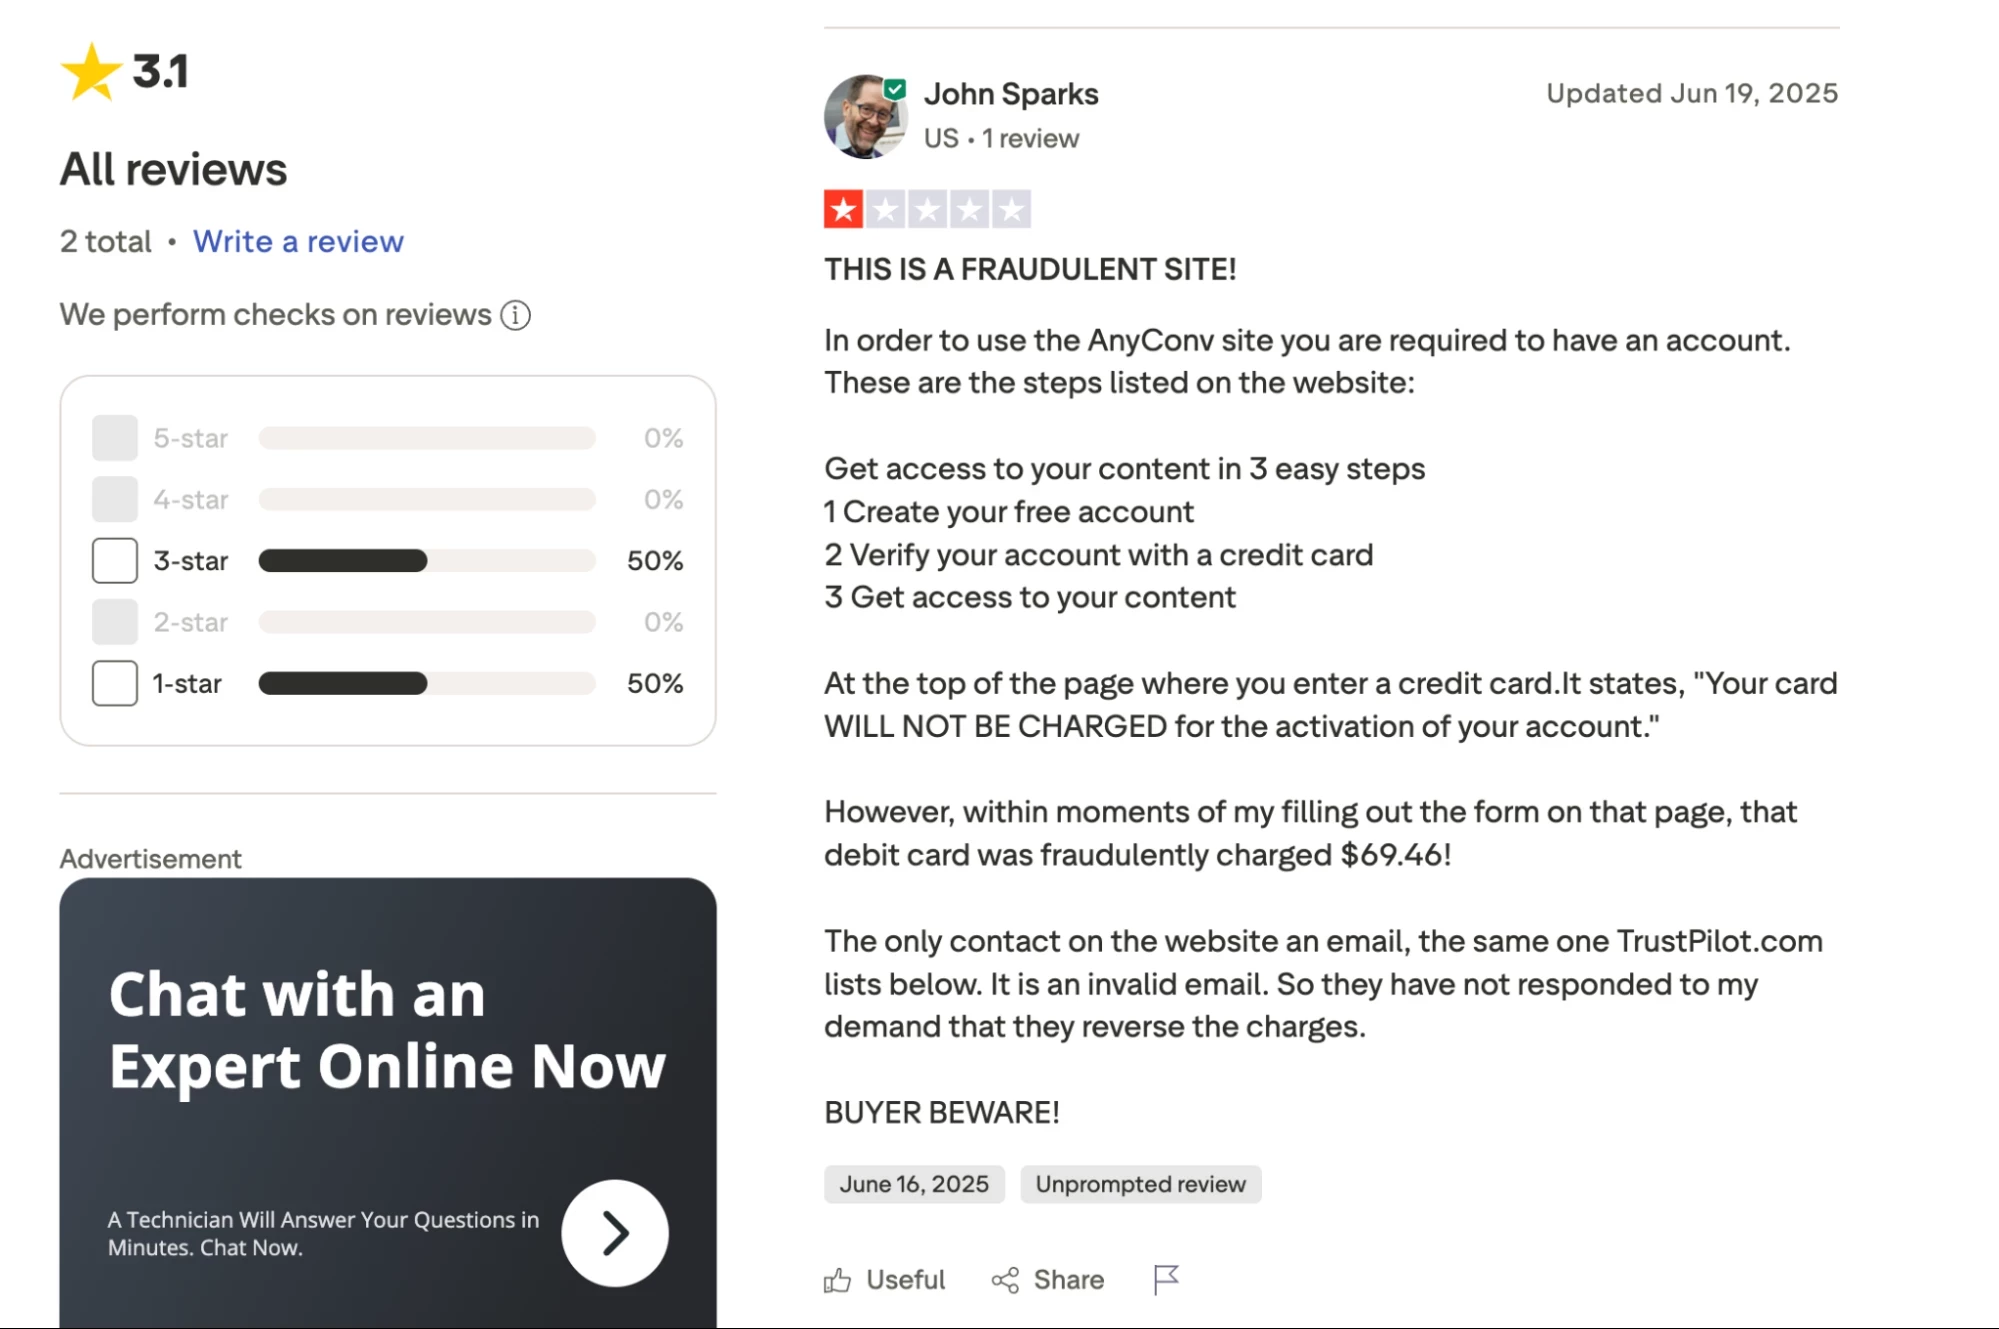 3.1
All reviews
2 total • Write a review
We perform checks on reviews
5-star 0%
4-star 0%
3-star 50%
2-star 0%
1-star 50%
Advertisement
Chat with an
Expert Online Now
A Technician Will Answer Your Questions in
Minutes. Chat Now.
John Sparks
US • 1 review
Updated Jun 19, 2025
THIS IS A FRAUDULENT SITE!
In order to use the AnyConv site you are required to have an account.
These are the steps listed on the website:
Get access to your content in 3 easy steps
1 Create your free account
2 Verify your account with a credit card
3 Get access to your content
At the top of the page where you enter a credit card.It states, "Your card
WILL NOT BE CHARGED for the activation of your account."
However, within moments of my filling out the form on that page, that
debit card was fraudulently charged $69.46!
The only contact on the website an email, the same one TrustPilot.com
lists below. It is an invalid email. So they have not responded to my
demand that they reverse the charges.
BUYER BEWARE!
June 16, 2025 Unprompted review
Useful Share